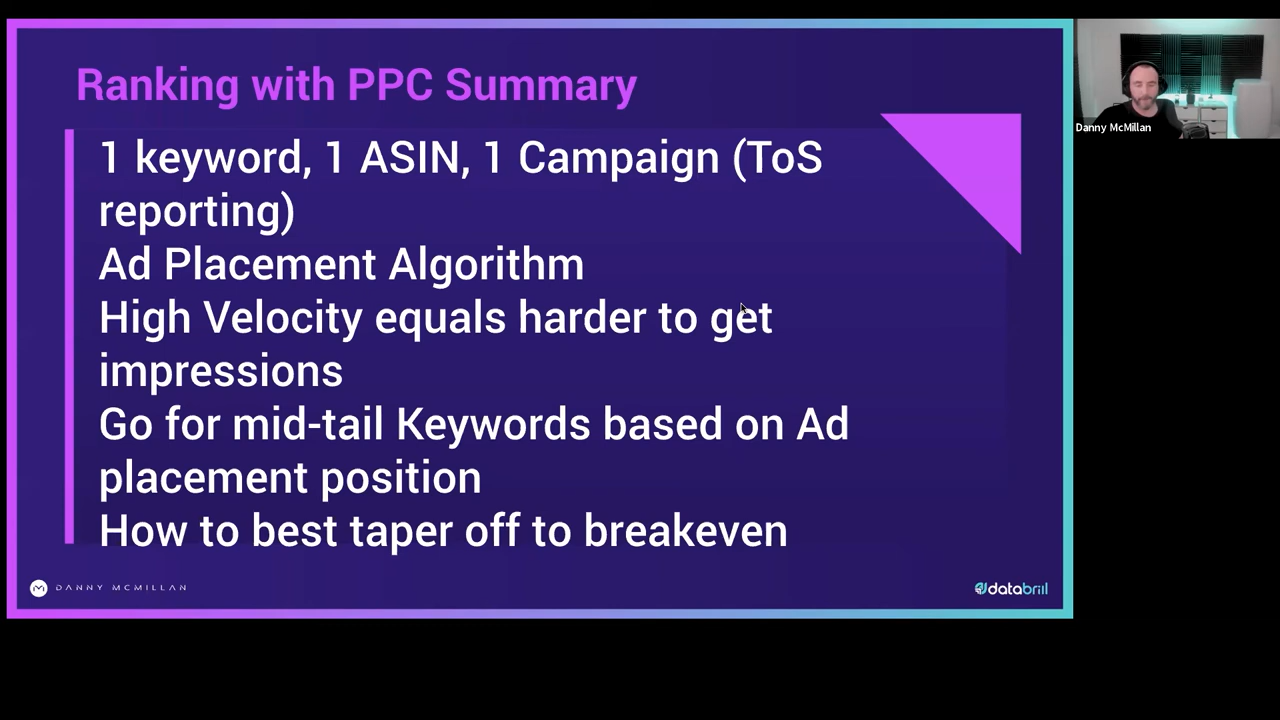 Ranking with PPC Summary
1 keyword, 1 ASIN, 1 Campaign (ToS
reporting)
Ad Placement Algorithm
High Velocity equals harder to get
impressions
Go for mid-tail Keywords based on Ad
placement position
How to best taper off to breakeven
DANNY MCMILLAN
databrill
Danny McMillan